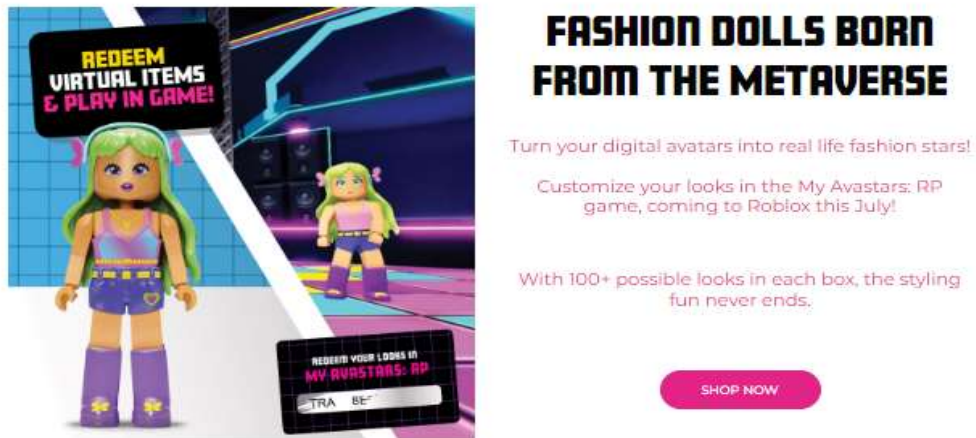 REDEEM
VIRTUAL ITEMS
& PLAY IN GAME!
REDEEM YOUR LOOKS IN
MY AVASTARS: RP
TRA
FASHION DOLLS BORN
FROM THE METAVERSE
Turn your digital avatars into real life fashion stars!
Customize your looks in the My Avastars: RP
game, coming to Roblox this July!
With 100+ possible looks in each box, the styling
fun never ends.
SHOP NOW